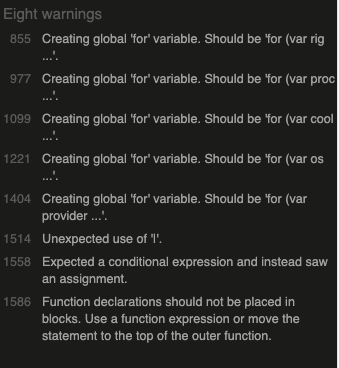 Eight warnings
855 Creating global 'for' variable. Should be 'for (var rig
...'.
977 Creating global 'for' variable. Should be 'for (var proc
...'.
1099 Creating global 'for' variable. Should be 'for (var cool
...'.
1221 Creating global 'for' variable. Should be 'for (var os
...'.
1404 Creating global 'for' variable. Should be 'for (var
provider ...'.
1514 Unexpected use of '|'.
1558 Expected a conditional expression and instead saw
an assignment.
1586 Function declarations should not be placed in
blocks. Use a function expression or move the
statement to the top of the outer function.